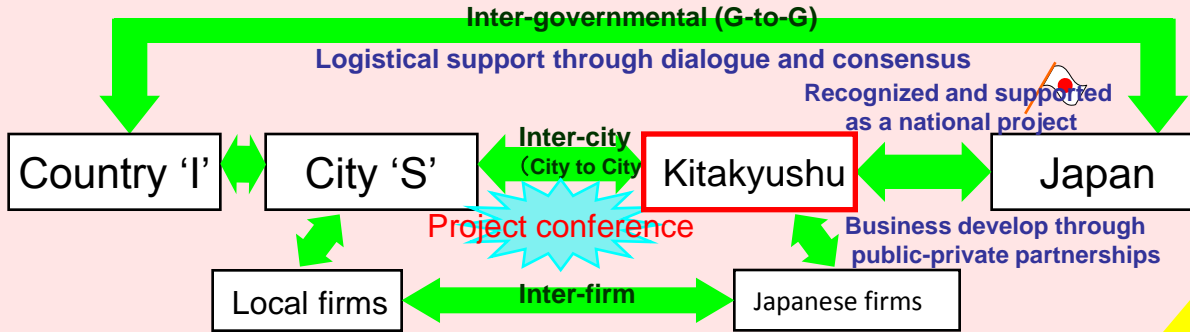 Inter-governmental (G-to-G)
Logistical support through dialogue and consensus
Recognized and supported
as a national project
Country 'I'
City 'S'
Inter-city
（City to City
Kitakyushu
Japan
Project conference
Business develop through
public-private partnerships
Local firms
Inter-firm
Japanese firms